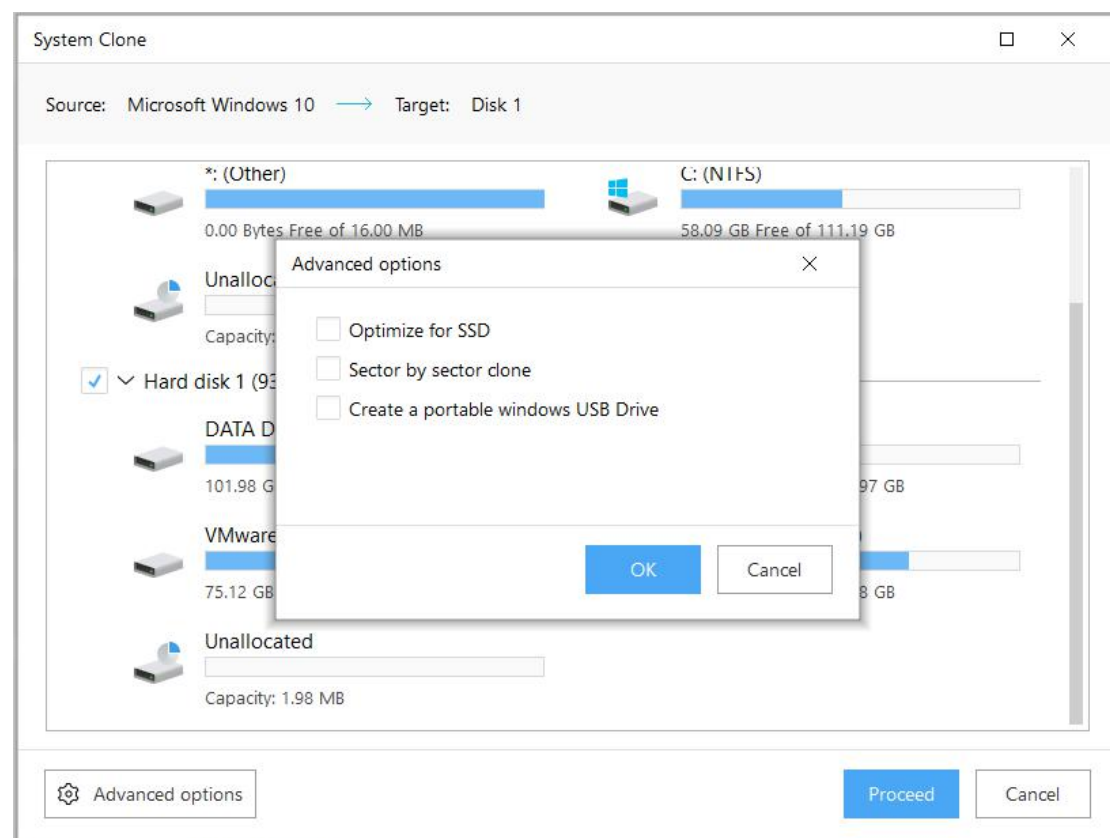 System Clone
Source: Microsoft Windows 10 Target: Disk 1
*: (Other)
0.00 Bytes Free of 16.00 MB
C: (NTFS)
58.09 GB Free of 111.19 GB
Advanced options
Optimize for SSD
Sector by sector clone
Create a portable windows USB Drive
OK Cancel
Capacity:
Hard disk 1
DATA
101.98
97 GB
VMware
75.12 GB
8 GB
Unallocated
Capacity: 1.98 MB
Advanced options
Proceed Cancel